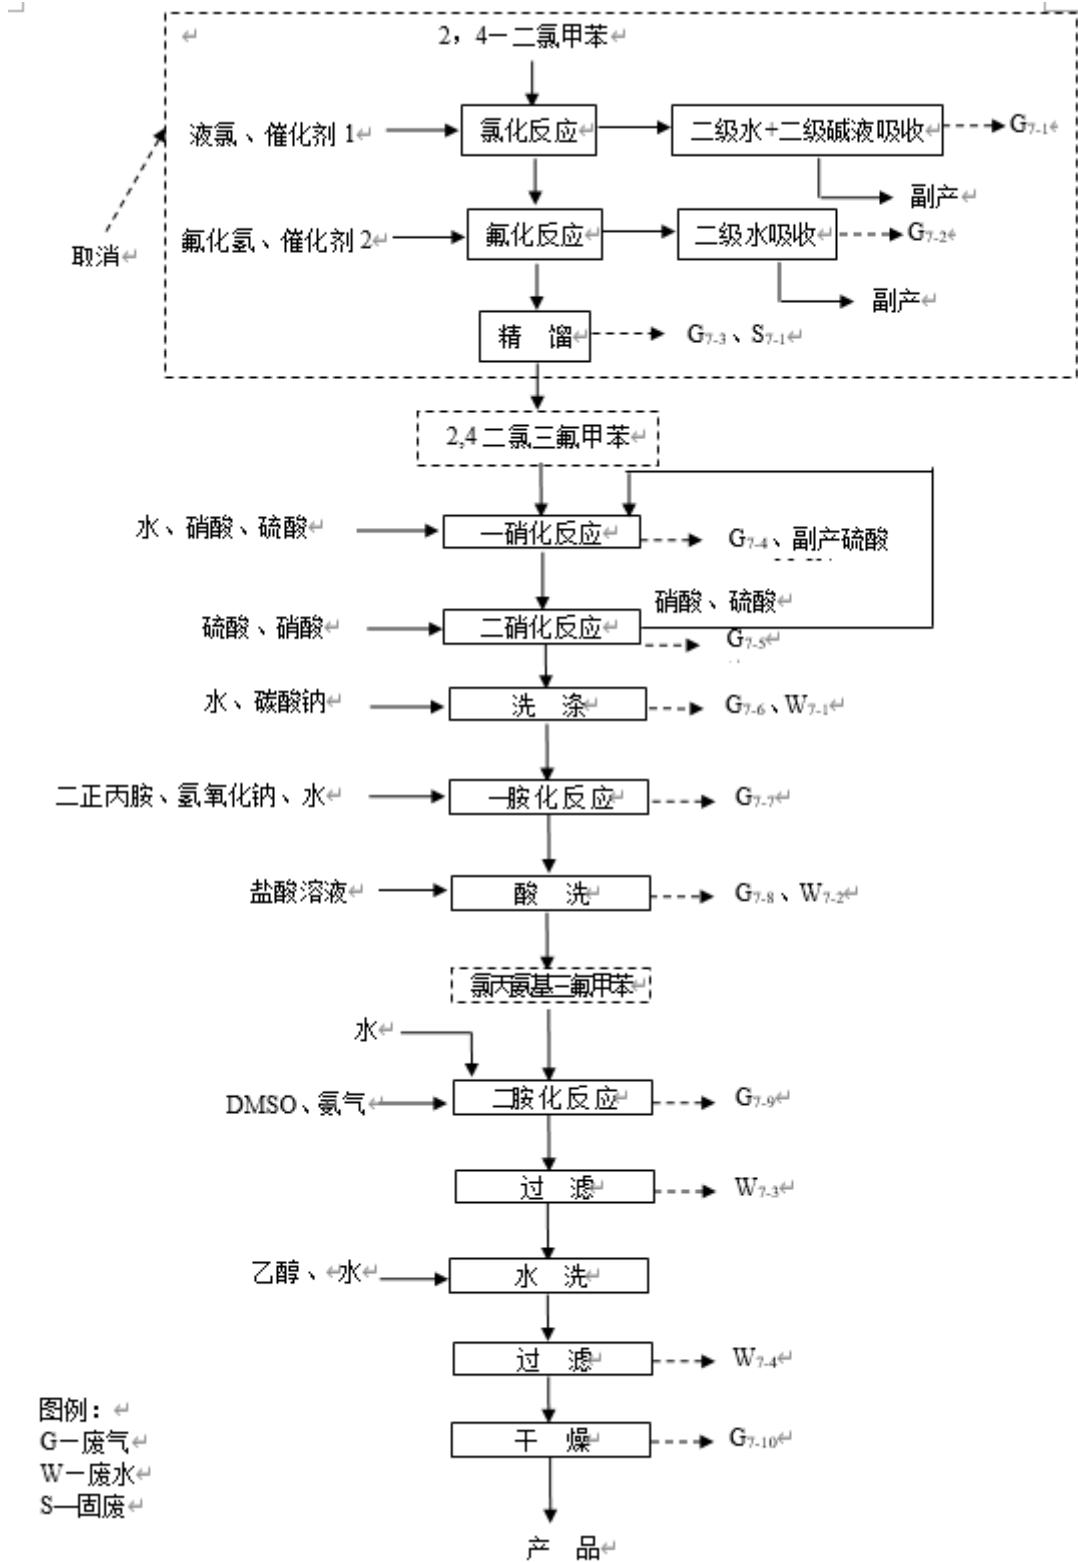 2，4—二氯甲苯
液氯、催化剂 1
氯化反应
二级水+二级碱液吸收
G7-1
副产
取消
氟化氢、催化剂 2
氟化反应
二级水吸收
G7-2
副产
精 馏
G7-3、S7-1
2,4 二氯三氟甲苯
水、硝酸、硫酸
一硝化反应
G7-4、副产硫酸
硝酸、硫酸
硫酸、硝酸
二硝化反应
G7-5
水、碳酸钠
洗 涤
G7-6、W7-1
二正丙胺、氢氧化钠、水
一胺化反应
G7-7
盐酸溶液
酸 洗
G7-8、W7-2
氯丙氨基三氟甲苯
水
DMSO、氨气
二胺化反应
G7-9
过 滤
W7-3
乙醇、水
水 洗
过 滤
W7-4
干 燥
G7-10
图例：
G—废气
W—废水
S—固废
产 品